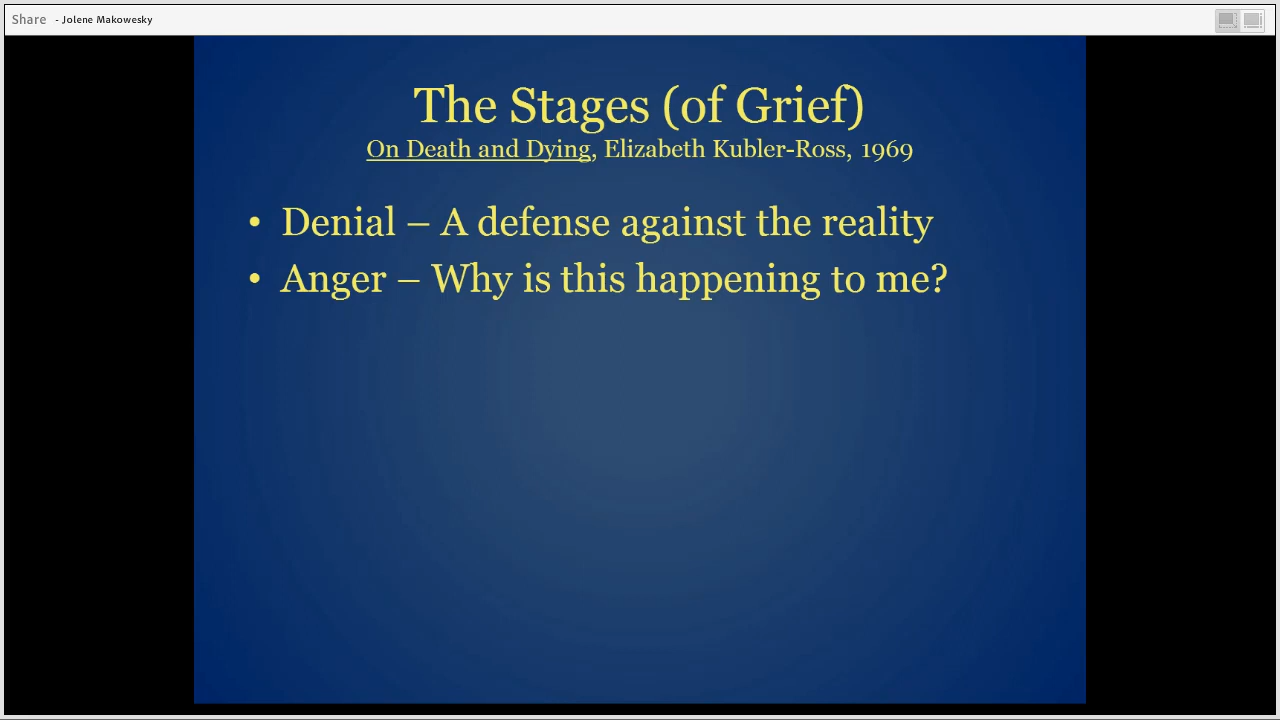 Share - Jolene Makowesky
The Stages (of Grief)
On Death and Dying, Elizabeth Kubler-Ross, 1969
• Denial – A defense against the reality
• Anger – Why is this happening to me?